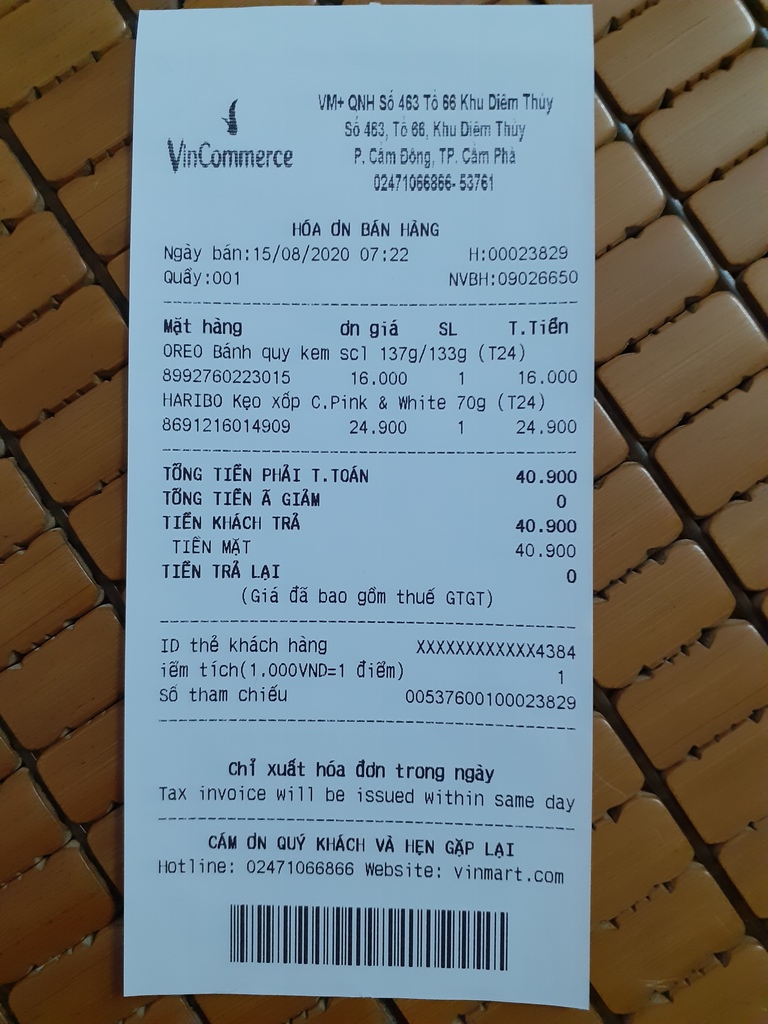 VinCommerce
VM+ QNH Số 463 Tổ 66 Khu Diêm Thủy
Số 463, Tổ 66, Khu Diêm Thủy
P. Cẩm Đông, TP. Cẩm Phả
02471066866- 53761
HÓA ƠN BÁN HÀNG
Ngày bán:15/08/2020 07:22 H:00023829
Quầy:001 NVBH:09026650
Mặt hàng ơn giá SL T.Tiền
OREO Bánh quy kem scl 137g/133g (T24)
8992760223015 16.000 1 16.000
HARIBO Kẹo xốp C.Pink & White 70g (T24)
8691216014909 24.900 1 24.900
TỔNG TIỀN PHẢI T.TOÁN 40.900
TỔNG TIỀN Ã GIẢM 0
TIỀN KHÁCH TRẢ 40.900
TIỀN MẶT 40.900
TIỀN TRẢ LẠI 0
(Giá đã bao gồm thuế GTGT)
ID thẻ khách hàng XXXXXXXXXXXX4384
iểm tích(1.000VND=1 điểm) 1
Số tham chiếu 00537600100023829
Chỉ xuất hóa đơn trong ngày
Tax invoice will be issued within same day
CÁM ƠN QUÝ KHÁCH VÀ HẸN GẶP LẠI
Hotline: 02471066866 Website: vinmart.com